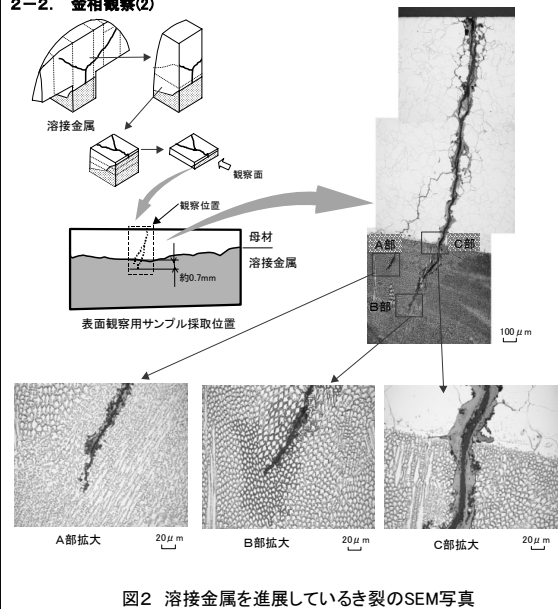 2－2. 金相観察(2)
溶接金属
観察面
観察位置
母材
溶接金属
約0.7mm
表面観察用サンプル採取位置
A部
C部
B部
100μm
A部拡大
20μm
B部拡大
20μm
C部拡大
20μm
図2 溶接金属を進展しているき裂のSEM写真